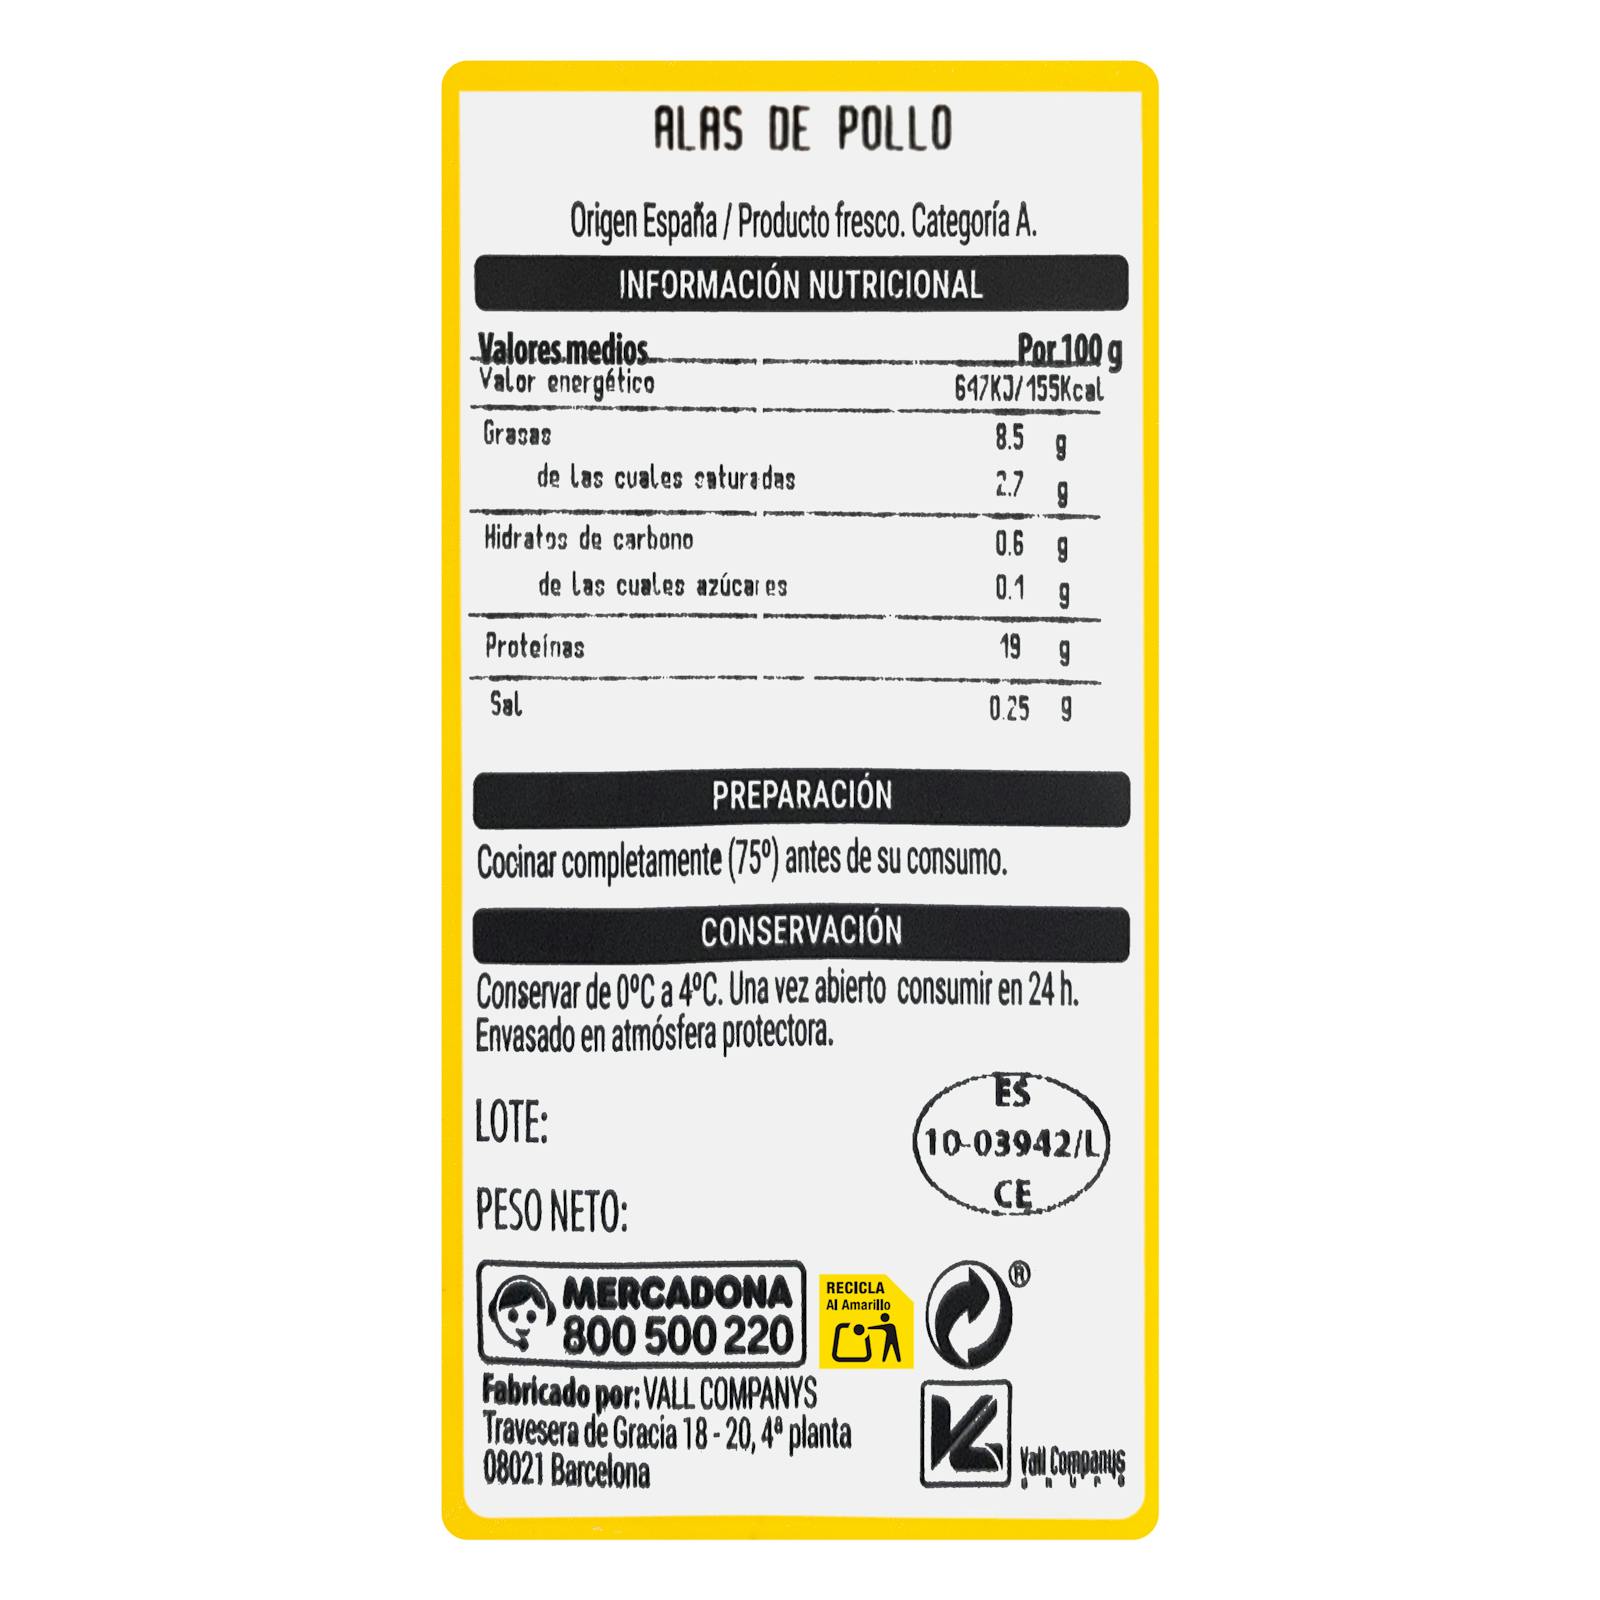 ALAS DE POLLO
Origen España / Producto fresco. Categoría A.
INFORMACIÓN NUTRICIONAL
Valores medios Por 100 g
Valor energético 647KJ/155Kcal
Grasas 8.5 g
de las cuales saturadas 2.7 g
Hidratos de carbono 0.6 g
de las cuales azúcares 0.1 g
Proteínas 19 g
Sal 0.25 g
PREPARACIÓN
Cocinar completamente (75º) antes de su consumo.
CONSERVACIÓN
Conservar de 0ºC a 4ºC. Una vez abierto consumir en 24 h.
Envasado en atmósfera protectora.
LOTE:
ES
10-03942/L
CE
PESO NETO:
MERCADONA
800 500 220
RECICLA
Al Amarillo
®
Fabricado por: VALL COMPANYS
Travesera de Gracia 18 - 20, 4ª planta
08021 Barcelona
Vall Companys